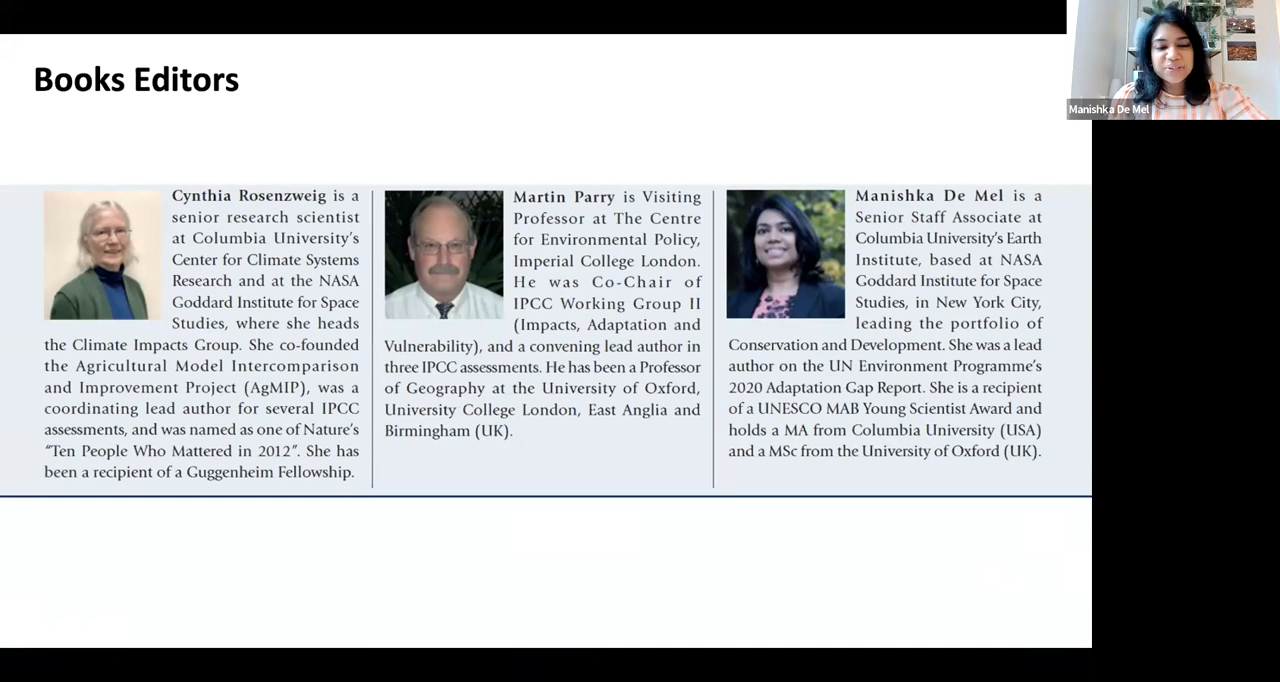 Books Editors
Manishka De Mel
Cynthia Rosenzweig is a
senior research scientist
at Columbia University's
Center for Climate Systems
Research and at the NASA
Goddard Institute for Space
Studies, where she heads
the Climate Impacts Group. She co-founded
the Agricultural Model Intercomparison
and Improvement Project (AgMIP), was a
coordinating lead author for several IPCC
assessments, and was named as one of Nature's
"Ten People Who Mattered in 2012". She has
been a recipient of a Guggenheim Fellowship.
Martin Parry is Visiting
Professor at The Centre
for Environmental Policy,
Imperial College London.
He was Co-Chair of
IPCC Working Group II
(Impacts, Adaptation and
Vulnerability), and a convening lead author in
three IPCC assessments. He has been a Professor
of Geography at the University of Oxford,
University College London, East Anglia and
Birmingham (UK).
Manishka De Mel is a
Senior Staff Associate at
Columbia University's Earth
Institute, based at NASA
Goddard Institute for Space
Studies, in New York City,
leading the portfolio of
Conservation and Development. She was a lead
author on the UN Environment Programme's
2020 Adaptation Gap Report. She is a recipient
of a UNESCO MAB Young Scientist Award and
holds a MA from Columbia University (USA)
and a MSc from the University of Oxford (UK).